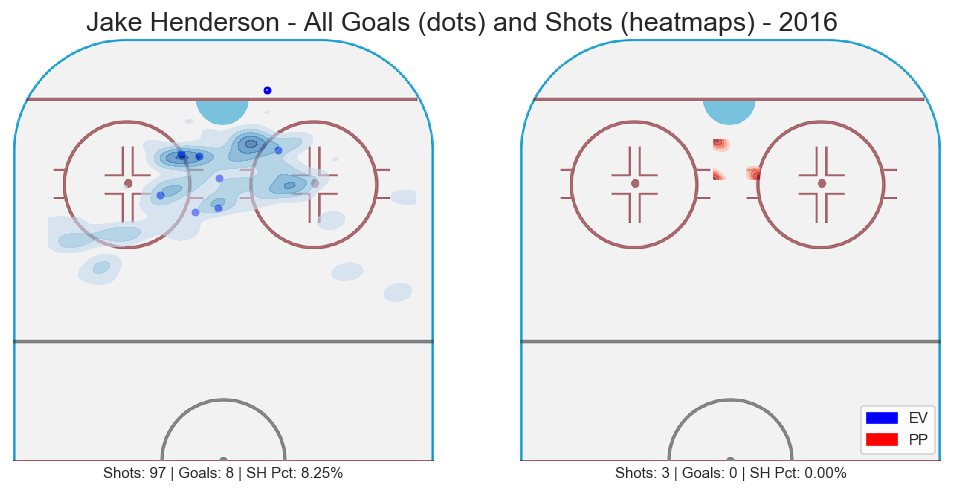 Jake Henderson - All Goals (dots) and Shots (heatmaps) - 2016
EV
PP
Shots: 97 | Goals: 8 | SH Pct: 8.25%
Shots: 3 | Goals: 0 | SH Pct: 0.00%